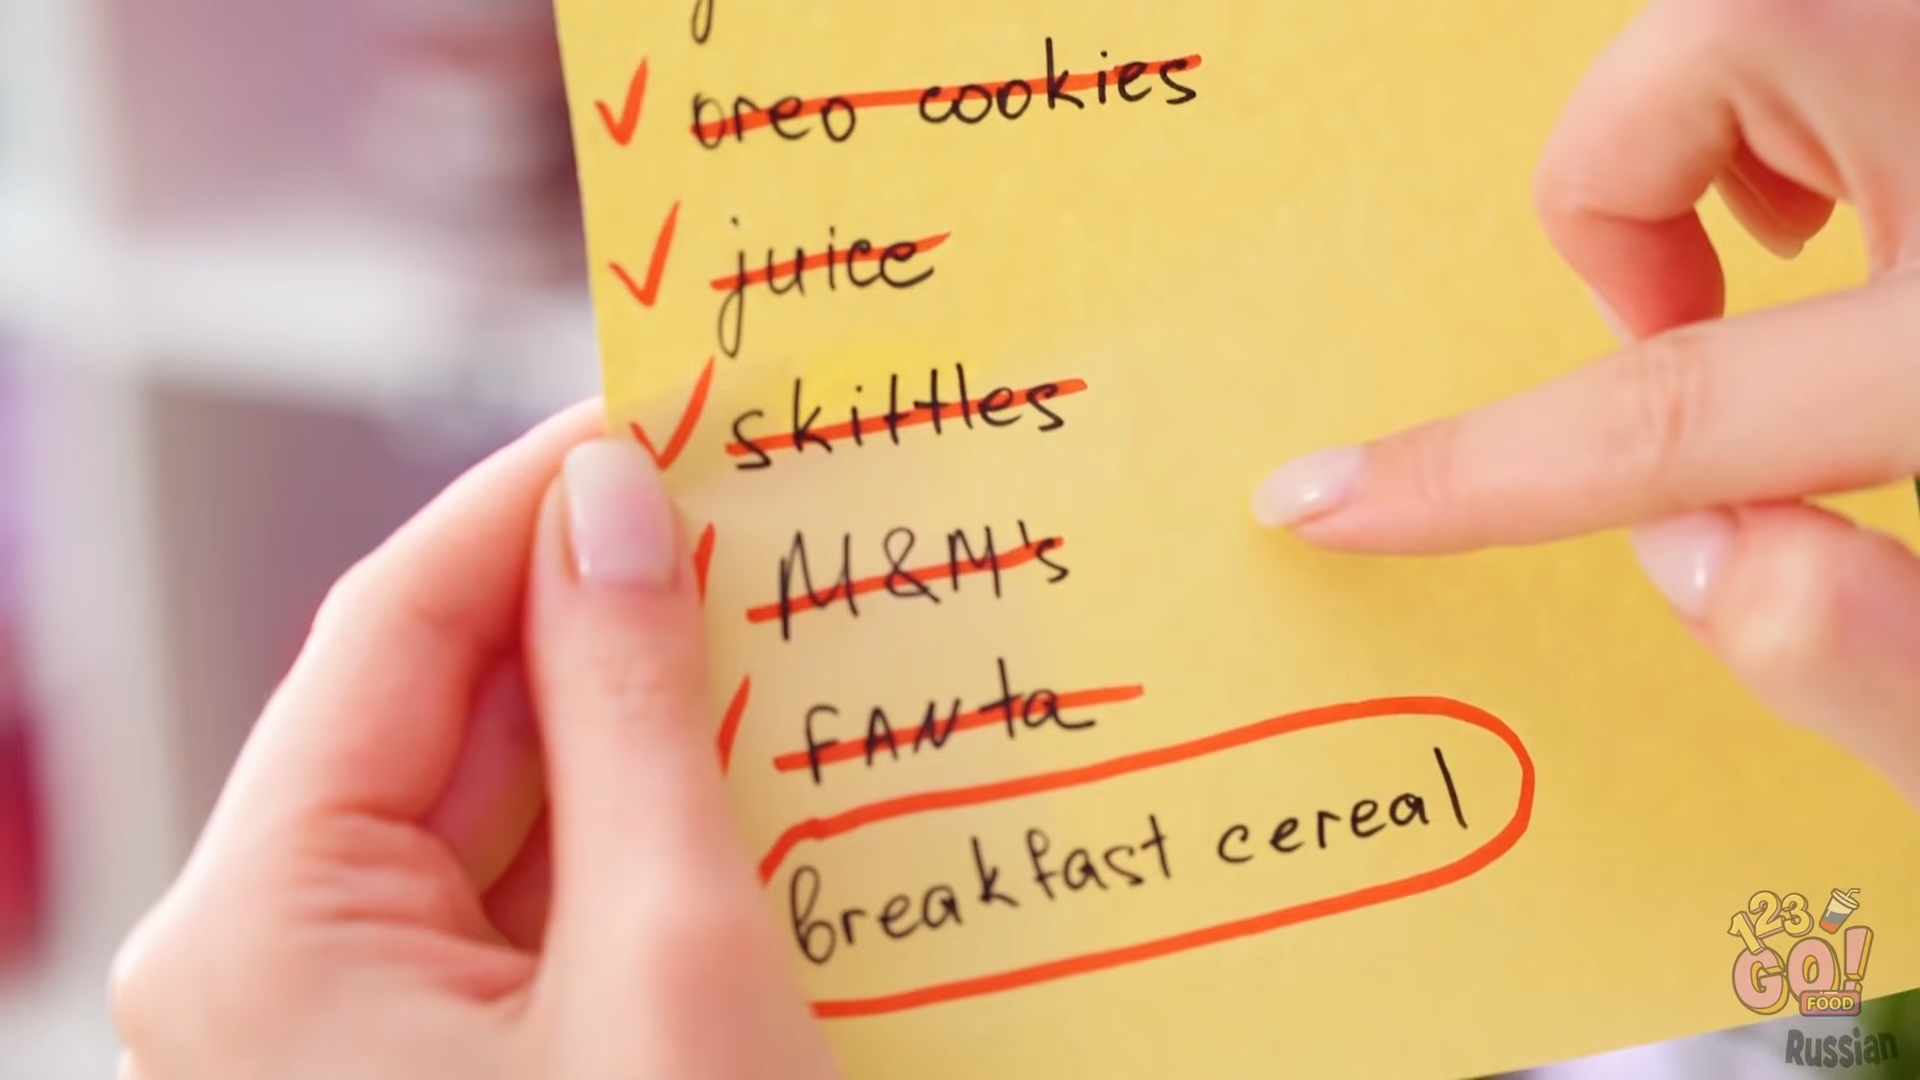 oreo cookies
juice
skittles
M&M's
FANta
Breakfast cereal
123
GO!
FOOD
Russian